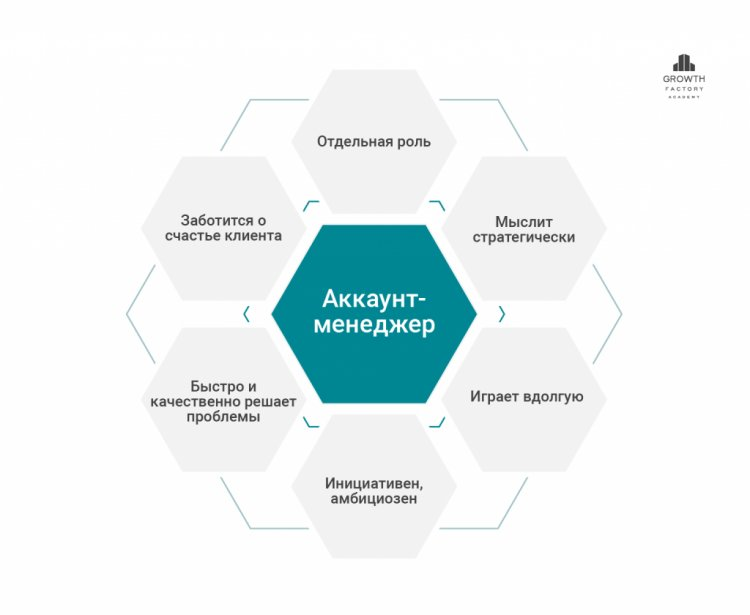 GROWTH
FACTORY
ACADEMY
Отдельная роль
Заботится о
счастье клиента
Мыслит
стратегически
Аккаунт-
менеджер
Быстро и
качественно решает
проблемы
Играет вдолгую
Инициативен,
амбициозен